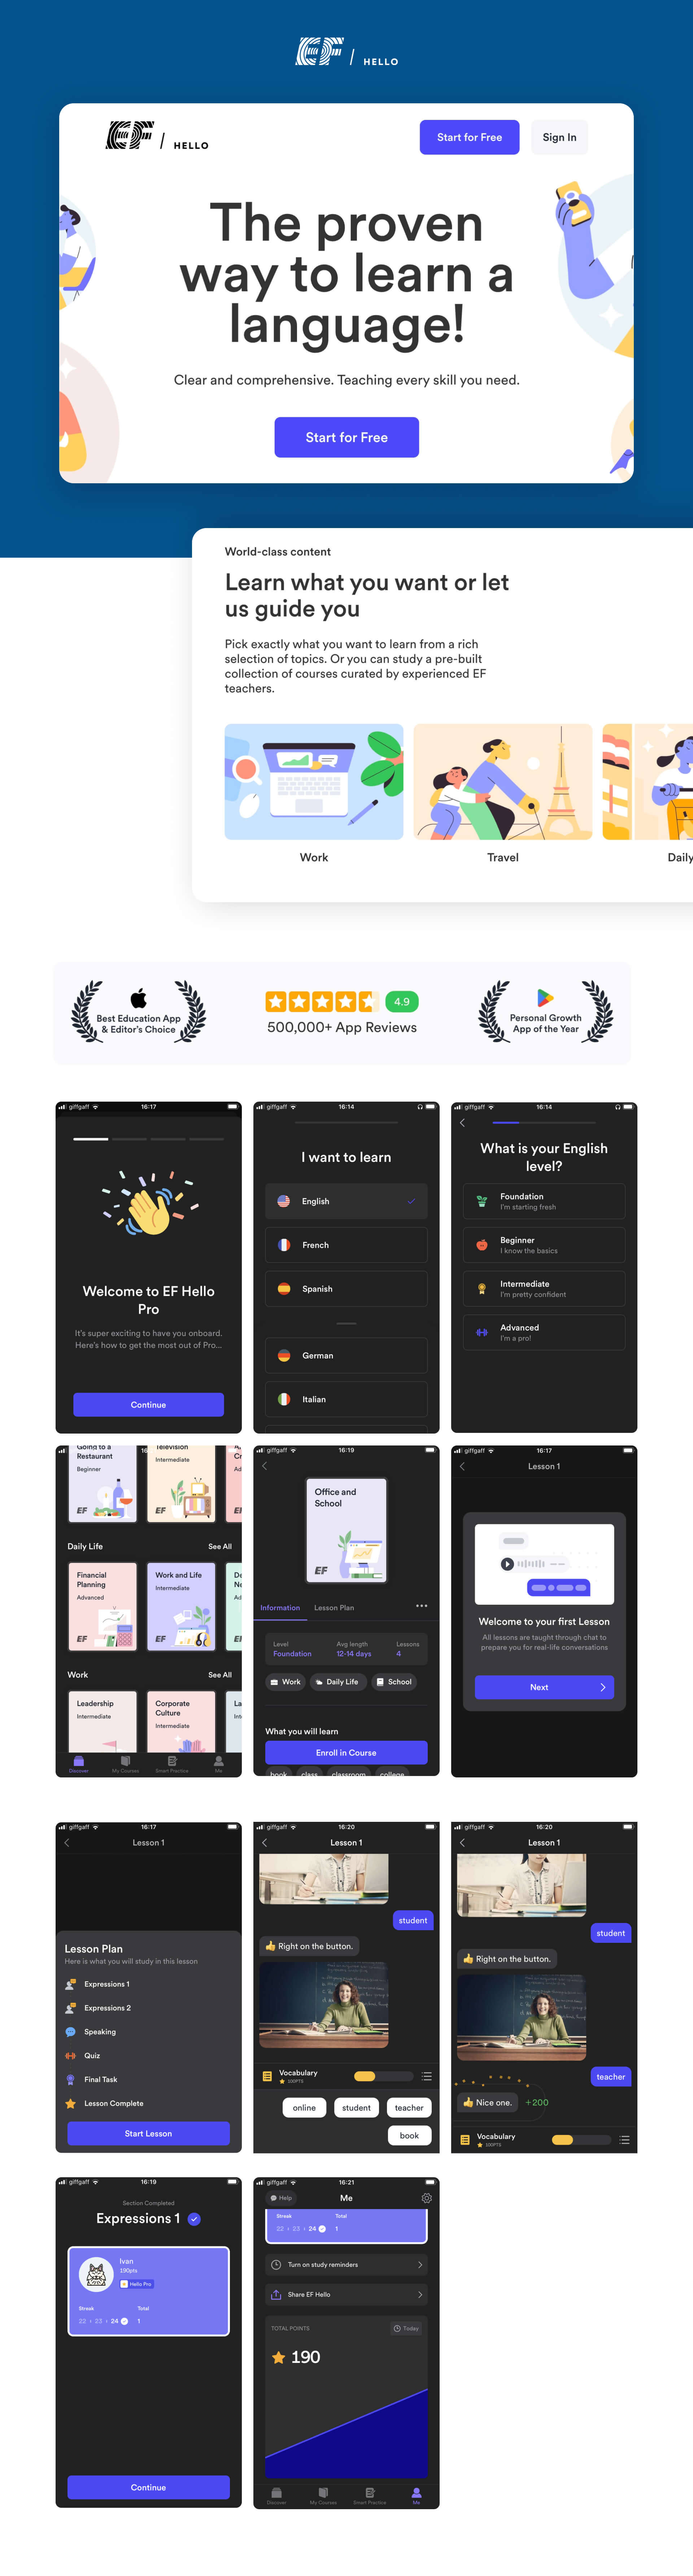 EF / HELLO
EF / HELLO
Start for Free
Sign In
The proven
way to learn a
language!
Clear and comprehensive. Teaching every skill you need.
Start for Free
World-class content
Learn what you want or let
us guide you
Pick exactly what you want to learn from a rich
selection of topics. Or you can study a pre-built
collection of courses curated by experienced EF
teachers.
Work
Travel
Daily
Best Education App
& Editor's Choice
4.9
500,000+ App Reviews
Personal Growth
App of the Year
giffgaff 16:17
Welcome to EF Hello
Pro
It's super exciting to have you onboard.
Here's how to get the most out of Pro...
Continue
giffgaff 16:14
I want to learn
English
French
Spanish
German
Italian
giffgaff 16:14
What is your English
level?
Foundation
I'm starting fresh
Beginner
I know the basics
Intermediate
I'm pretty confident
Advanced
I'm a pro!
Going to a
Restaurant
Beginner
EF
Television
Intermediate
EF
Daily Life
See All
Financial
Planning
Advanced
EF
Work and Life
Intermediate
EF
Work
See All
Leadership
Intermediate
Corporate
Culture
Intermediate
Discover
My Courses
Smart Practice
Me
giffgaff 16:19
Office and
School
EF
Information
Lesson Plan
Level
Foundation
Avg length
12-14 days
Lessons
4
Work
Daily Life
School
What you will learn
Enroll in Course
book
class
classroom
college
giffgaff 16:17
Lesson 1
Welcome to your first Lesson
All lessons are taught through chat to
prepare you for real-life conversations
Next
giffgaff 16:17
Lesson 1
Lesson Plan
Here is what you will study in this lesson
Expressions 1
Expressions 2
Speaking
Quiz
Final Task
Lesson Complete
Start Lesson
giffgaff 16:20
Lesson 1
student
Right on the button.
Vocabulary
100PTS
online
student
teacher
book
giffgaff 16:20
Lesson 1
student
Right on the button.
teacher
Nice one.
+200
Vocabulary
100PTS
giffgaff 16:19
Section Completed
Expressions 1
Ivan
190pts
Hello Pro
Streak
Total
22 23 24
1
Continue
giffgaff 16:21
Help
Me
Streak
Total
22 23 24
1
Turn on study reminders
Share EF Hello
TOTAL POINTS
Today
190
Discover
My Courses
Smart Practice
Me